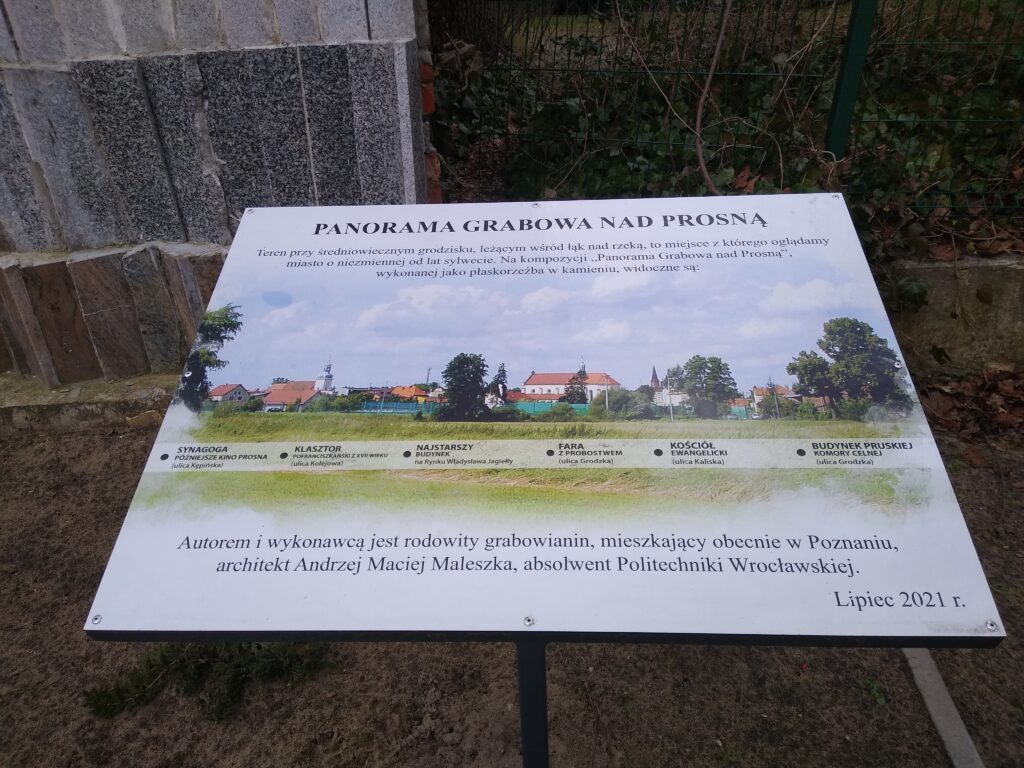 PANORAMA GRABOWA NAD PROSNĄ
Teren przy średniowiecznym grodzisku, leżącym wśród łąk nad rzeką, to miejsce z którego oglądamy
miasto o niezmiennej od lat sylwecie. Na kompozycji „Panorama Grabowa nad Prosną”,
wykonanej jako płaskorzeźba w kamieniu, widoczne są:
SYNAGOGA
PÓŹNIEJSZE KINO PROSNA
(ulica Kępińska)
KLASZTOR
POFRANCISZKAŃSKI Z XVII WIEKU
(ulica Kolejowa)
NAJSTARSZY
BUDYNEK
na Rynku Władysława Jagiełły
FARA
Z PROBOSTWEM
(ulica Grodzka)
KOŚCIÓŁ
EWANGELICKI
(ulica Kaliska)
BUDYNEK PRUSKIEJ
KOMORY CELNEJ
(ulica Grodzka)
Autorem i wykonawcą jest rodowity grabowianin, mieszkający obecnie w Poznaniu,
architekt Andrzej Maciej Maleszka, absolwent Politechniki Wrocławskiej.
Lipiec 2021 r.